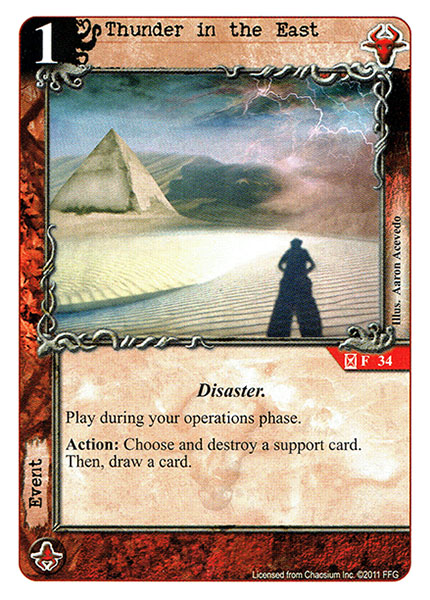 1
Thunder in the East
Illus. Aaron Acevedo
F 34
Disaster.
Play during your operations phase.
Action: Choose and destroy a support card.
Then, draw a card.
Event
Licensed from Chaosium Inc. ©2011 FFG